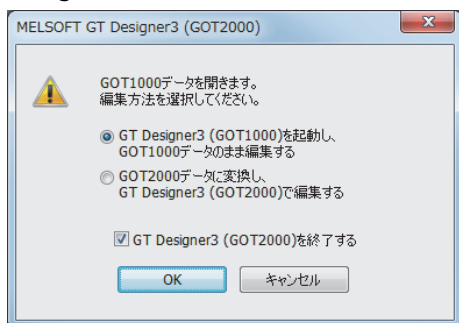 MELSOFT GT Designer3 (GOT2000)
GOT1000データを開きます。
編集方法を選択してください。
GT Designer3 (GOT1000)を起動し、
GOT1000データのまま編集する
GOT2000データに変換し、
GT Designer3 (GOT2000)で編集する
GT Designer3 (GOT2000)を終了する
OK
キャンセル